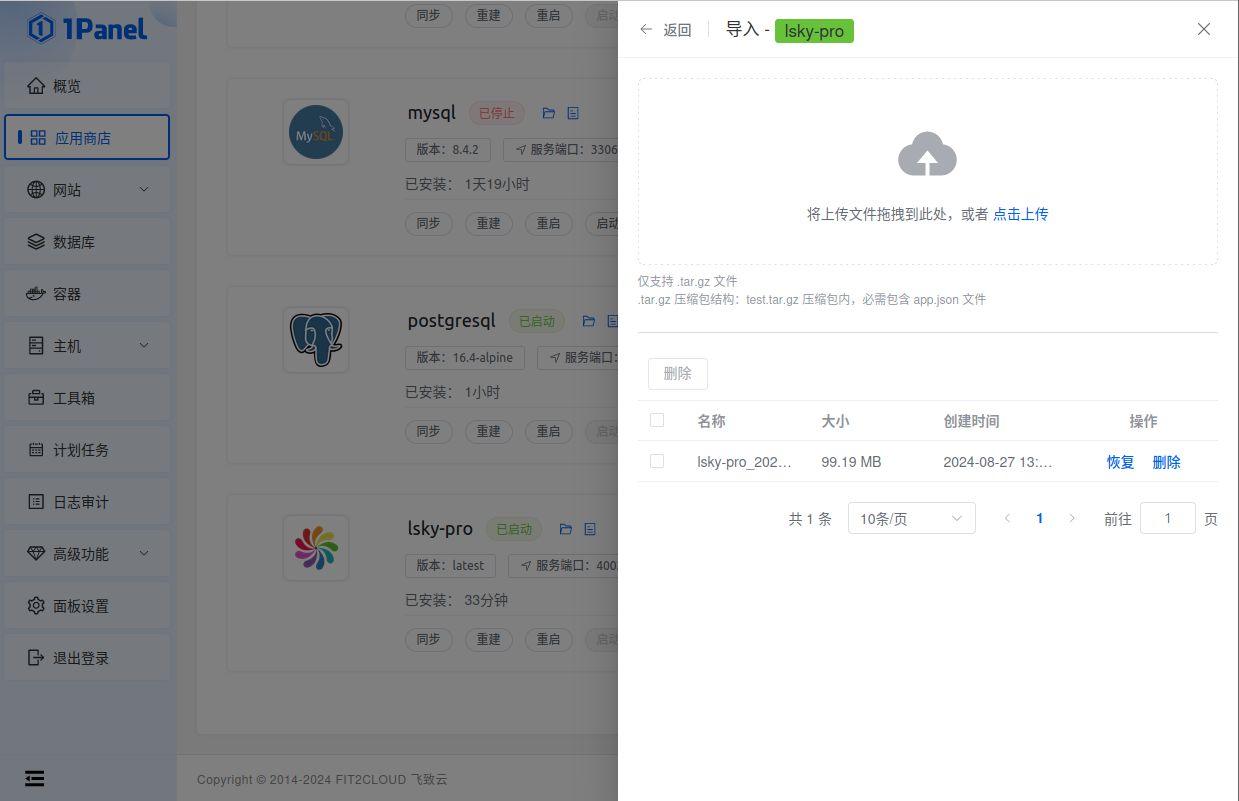 1Panel
概览
应用商店
网站
数据库
容器
主机
工具箱
计划任务
日志审计
高级功能
面板设置
退出登录
同步 重建 重启 启动
mysql 已停止
MySQL
版本：8.4.2 服务端口：3306
已安装： 1天19小时
同步 重建 重启 启动
postgresql 已启动
版本：16.4-alpine 服务端口：
已安装： 1小时
同步 重建 重启 启动
lsky-pro 已启动
版本：latest 服务端口：400
已安装： 33分钟
同步 重建 重启 启动
Copyright © 2014-2024 FIT2CLOUD 飞致云
返回 导入 - lsky-pro
将上传文件拖拽到此处，或者 点击上传
仅支持 .tar.gz 文件
.tar.gz 压缩包结构：test.tar.gz 压缩包内，必需包含 app.json 文件
删除
名称 大小 创建时间 操作
lsky-pro_202... 99.19 MB 2024-08-27 13:... 恢复 删除
共 1 条 10条/页 1 前往 1 页